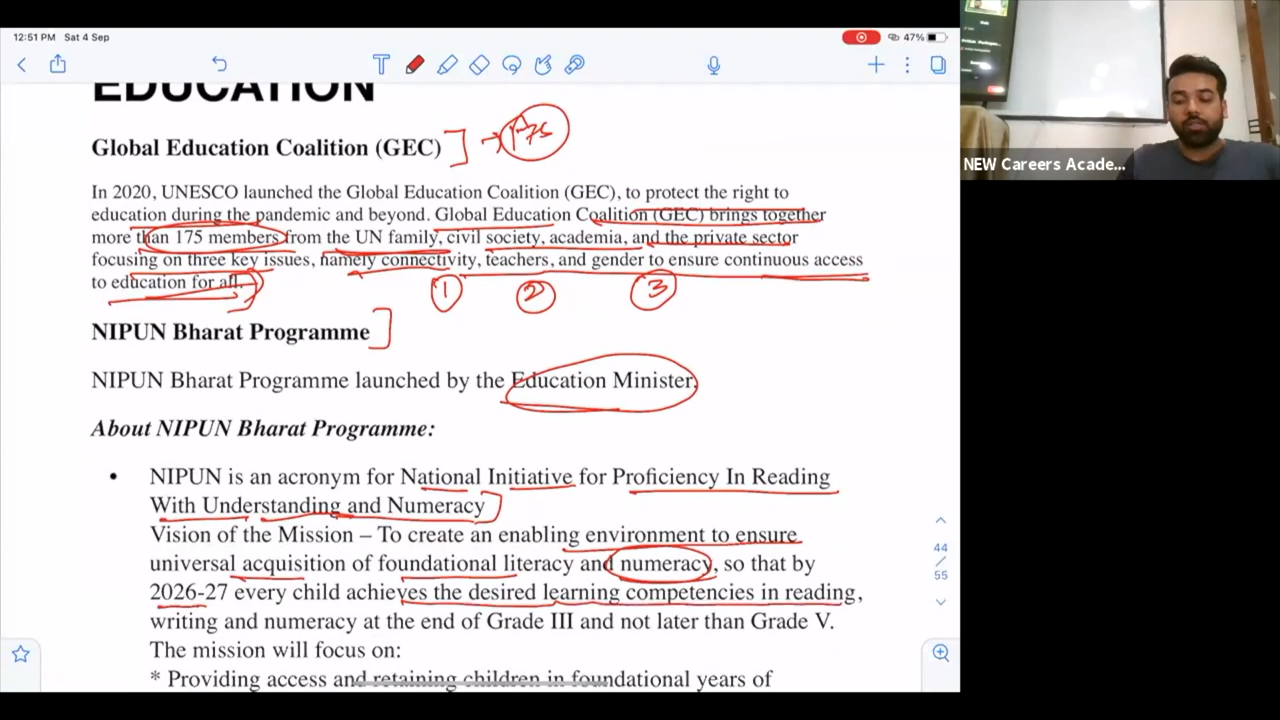 12:51 PM Sat 4 Sep
47%
EDUCATION
Global Education Coalition (GEC)
175
In 2020, UNESCO launched the Global Education Coalition (GEC), to protect the right to
education during the pandemic and beyond. Global Education Coalition (GEC) brings together
more than 175 members from the UN family, civil society, academia, and the private sector
focusing on three key issues, namely connectivity, teachers, and gender to ensure continuous access
to education for all.
1 2 3
NIPUN Bharat Programme
NIPUN Bharat Programme launched by the Education Minister.
About NIPUN Bharat Programme:
• NIPUN is an acronym for National Initiative for Proficiency In Reading
With Understanding and Numeracy
Vision of the Mission – To create an enabling environment to ensure
universal acquisition of foundational literacy and numeracy, so that by
2026-27 every child achieves the desired learning competencies in reading,
writing and numeracy at the end of Grade III and not later than Grade V.
The mission will focus on:
* Providing access and retaining children in foundational years of
44
/
55
NEW Careers Acade...